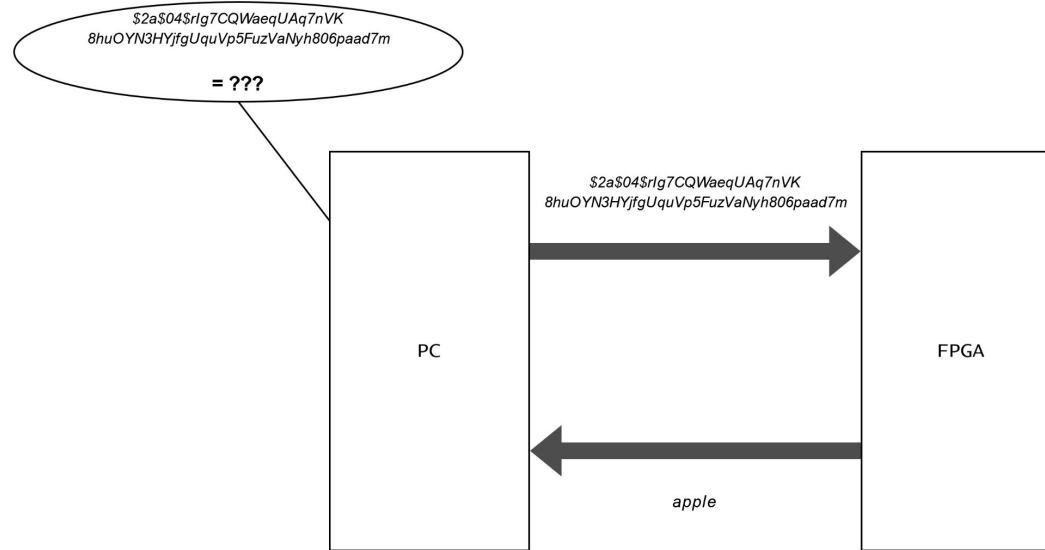 $2a$04$rIg7CQWaeqUAq7nVK
8huOYN3HYjfgUquVp5FuzVaNyh806paad7m
= ???
$2a$04$rIg7CQWaeqUAq7nVK
8huOYN3HYjfgUquVp5FuzVaNyh806paad7m
PC
FPGA
apple